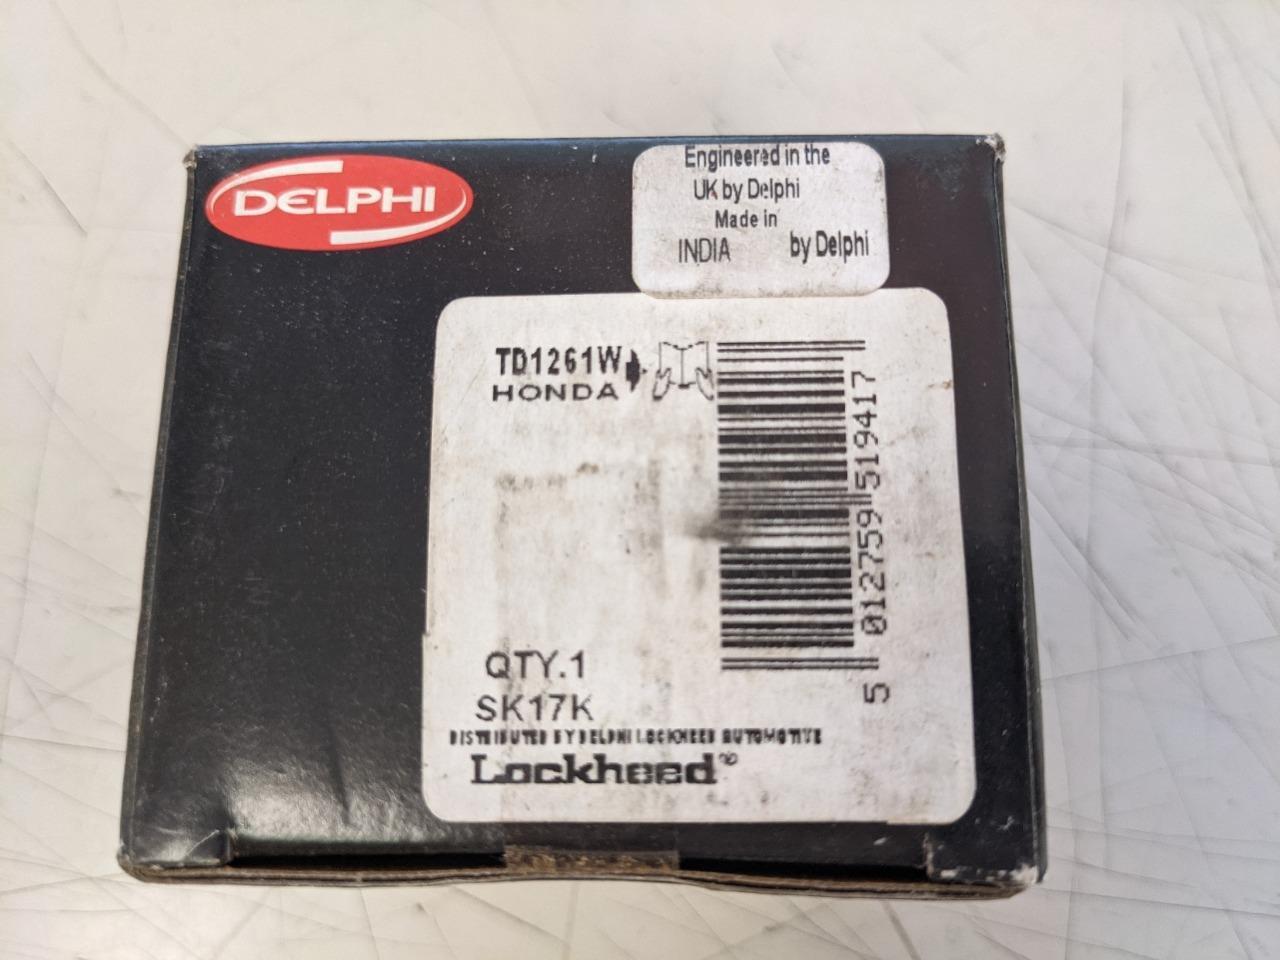 DELPHI
Engineered in the
UK by Delphi
Made in
INDIA by Delphi
TD1261W
HONDA
5 012759 519417
QTY.1
SK17K
DISTRIBUTED BY DELPHI LOCKHEED AUTOMOTIVE
Lockheed®